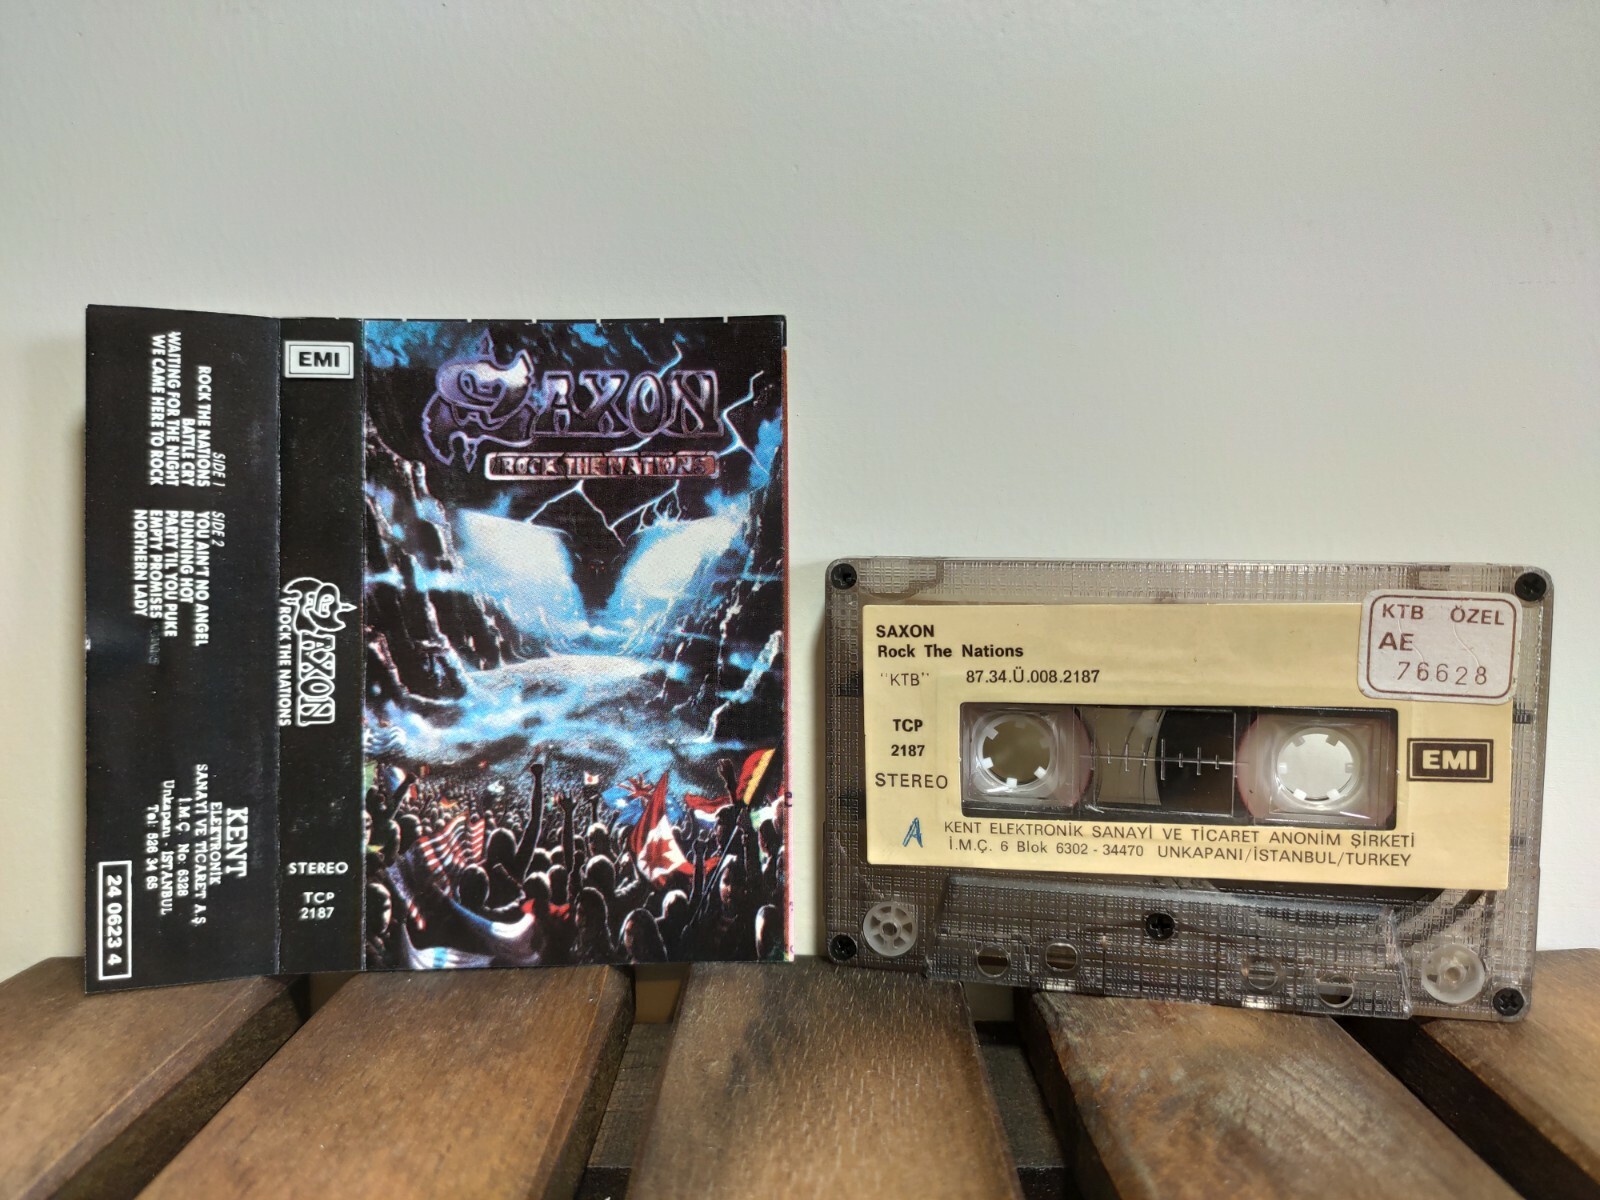 SIDE 1
ROCK THE NATIONS
BATTLE CRY
WAITING FOR THE NIGHT
WE CAME HERE TO ROCK
SIDE 2
YOU AIN'T NO ANGEL
RUNNING HOT
PARTY TIL YOU PUKE
EMPTY PROMISES
NORTHERN LADY
KENT
ELEKTRONİK
SANAYİ VE TİCARET A.Ş.
İ.M.Ç. No: 6328
Unkapanı - İSTANBUL
Tel: 526 34 65
24 0623 4
EMI
SAXON
ROCK THE NATIONS
STEREO
TCP
2187
SAXON
ROCK THE NATIONS
SAXON
Rock The Nations
"KTB" 87.34.Ü.008.2187
KTB ÖZEL
AE
76628
TCP
2187
STEREO
EMI
A
KENT ELEKTRONİK SANAYİ VE TİCARET ANONİM ŞİRKETİ
İ.M.Ç. 6 Blok 6302 - 34470 UNKAPANI/İSTANBUL/TURKEY